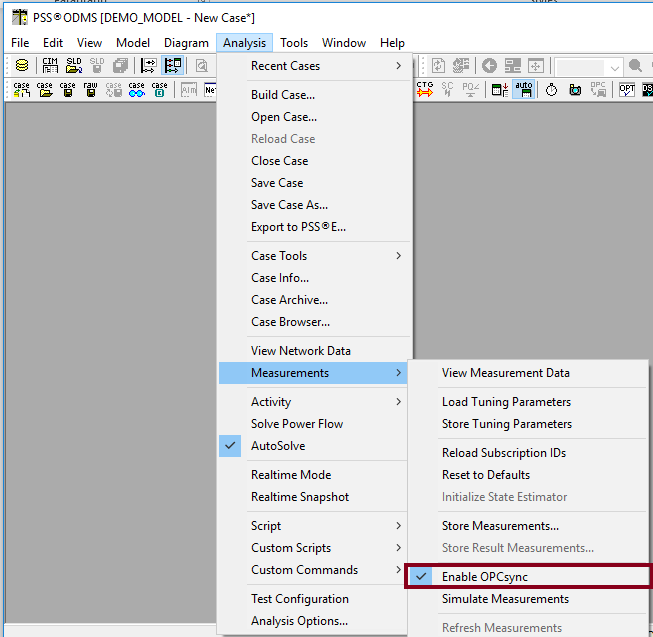 PSS®ODMS [DEMO_MODEL - New Case*]
File Edit View Model Diagram Analysis Tools Window Help
CIM SLD SLD
case case case raw case case case
CTG SC PQ auto OPC OPT
Recent Cases
Build Case...
Open Case...
Reload Case
Close Case
Save Case
Save Case As...
Export to PSS®E...
Case Tools
Case Info...
Case Archive...
Case Browser...
View Network Data
Measurements
Activity
Solve Power Flow
AutoSolve
Realtime Mode
Realtime Snapshot
Script
Custom Scripts
Custom Commands
Test Configuration
Analysis Options...
View Measurement Data
Load Tuning Parameters
Store Tuning Parameters
Reload Subscription IDs
Reset to Defaults
Initialize State Estimator
Store Measurements...
Store Result Measurements...
Enable OPCsync
Simulate Measurements
Refresh Measurements